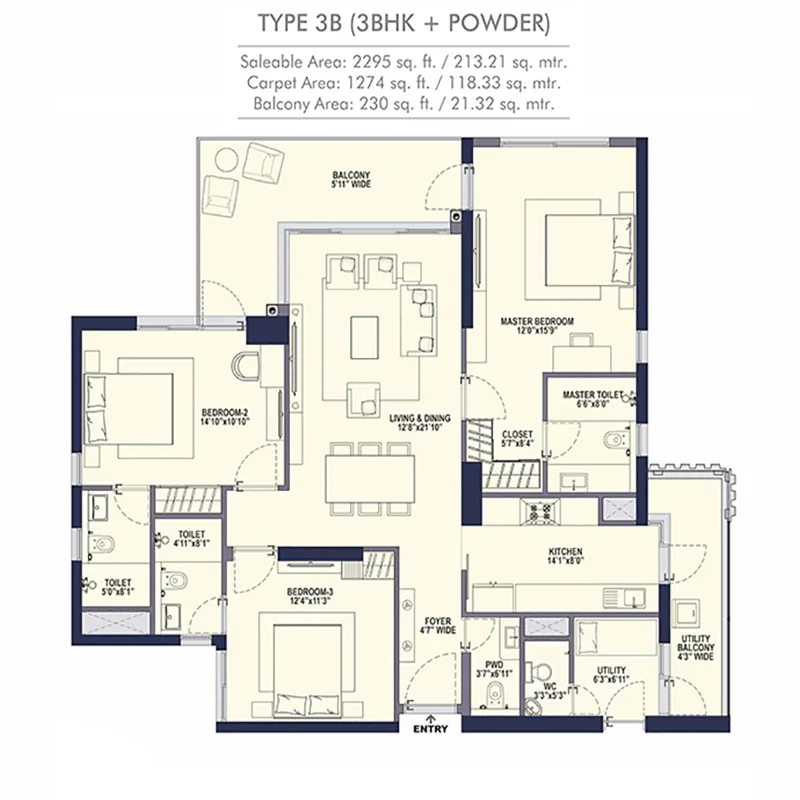 TYPE 3B (3BHK + POWDER)
Saleable Area: 2295 sq. ft. / 213.21 sq. mtr.
Carpet Area: 1274 sq. ft. / 118.33 sq. mtr.
Balcony Area: 230 sq. ft. / 21.32 sq. mtr.
BALCONY
5'11" WIDE
MASTER BEDROOM
12'0"x15'9"
BEDROOM-2
14'10"x10'10"
LIVING & DINING
12'8"x21'10"
MASTER TOILET
6'6"x8'0"
CLOSET
5'7"x8'4"
TOILET
4'11"x8'1"
KITCHEN
14'1"x8'0"
TOILET
5'0"x8'1"
BEDROOM-3
12'4"x11'3"
FOYER
4'7" WIDE
PWD
3'7"x6'11"
WC
3'3"x5'3"
UTILITY
6'3"x6'11"
UTILITY
BALCONY
4'3" WIDE
ENTRY